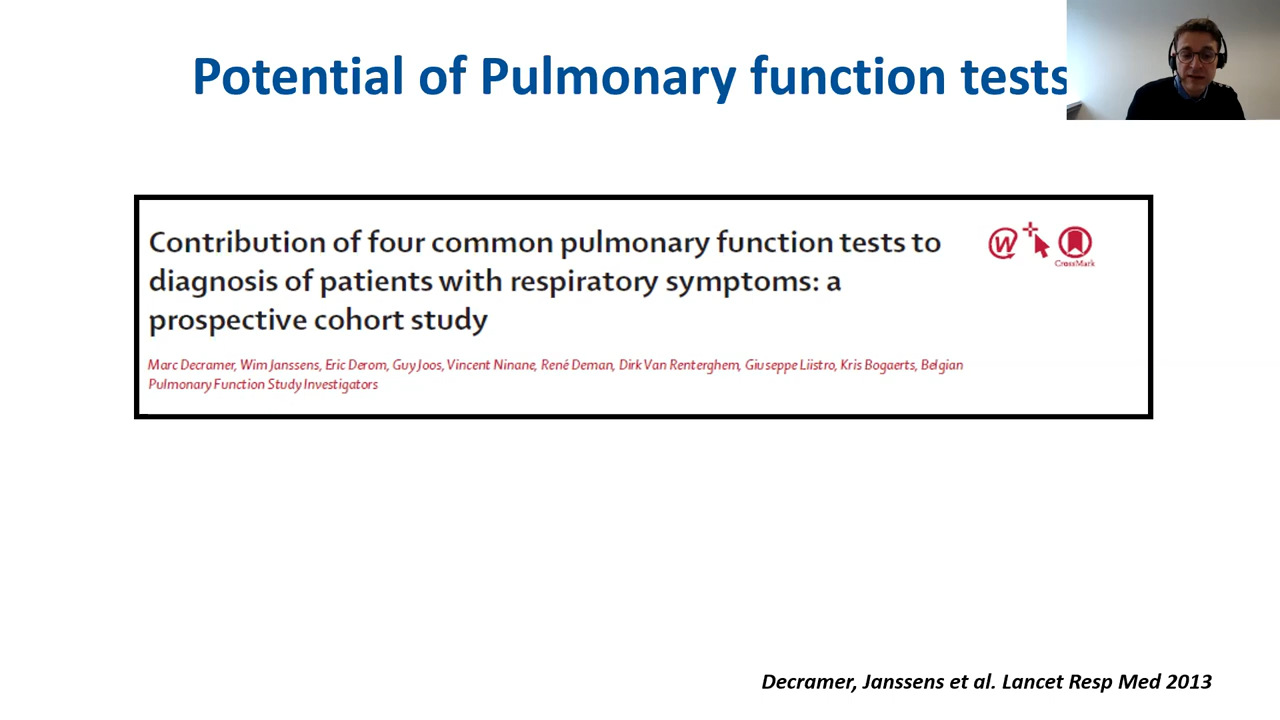 Potential of Pulmonary function tests
Contribution of four common pulmonary function tests to
diagnosis of patients with respiratory symptoms: a
prospective cohort study
W
CrossMark
Marc Decramer, Wim Janssens, Eric Derom, Guy Joos, Vincent Ninane, René Deman, Dirk Van Renterghem, Giuseppe Liistro, Kris Bogaerts, Belgian
Pulmonary Function Study Investigators
Decramer, Janssens et al. Lancet Resp Med 2013